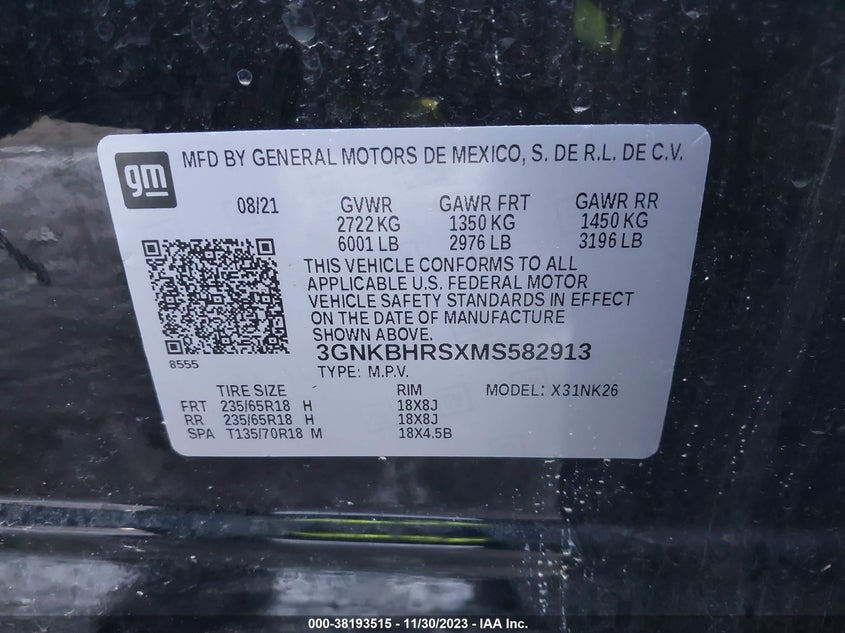 gm
MFD BY GENERAL MOTORS DE MEXICO, S. DE R.L. DE C.V.
08/21 GVWR GAWR FRT GAWR RR
2722 KG 1350 KG 1450 KG
6001 LB 2976 LB 3196 LB
THIS VEHICLE CONFORMS TO ALL
APPLICABLE U.S. FEDERAL MOTOR
VEHICLE SAFETY STANDARDS IN EFFECT
ON THE DATE OF MANUFACTURE
SHOWN ABOVE.
8555
3GNKBHRSXMS582913
TYPE: M.P.V.
TIRE SIZE RIM MODEL: X31NK26
FRT 235/65R18 H 18X8J
RR 235/65R18 H 18X8J
SPA T135/70R18 M 18X4.5B
000-38193515 - 11/30/2023 - IAA Inc.